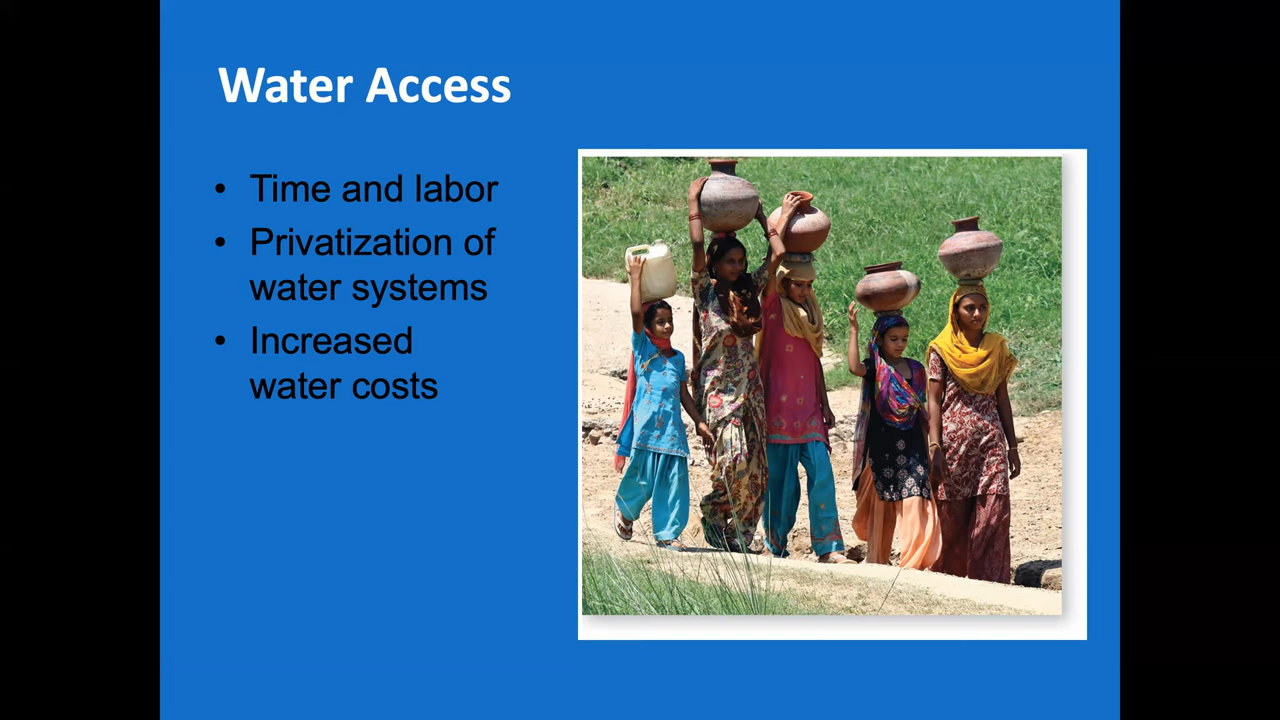 Water Access
• Time and labor
• Privatization of
water systems
• Increased
water costs